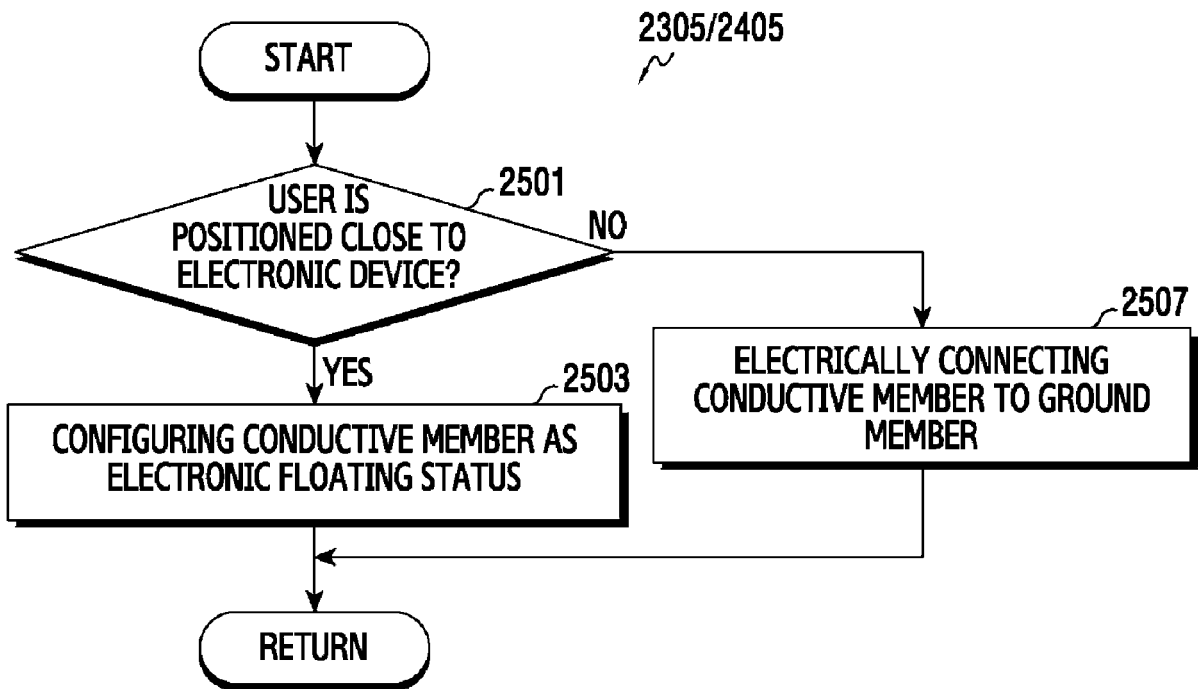 2305/2405
START
2501
USER IS
POSITIONED CLOSE TO
ELECTRONIC DEVICE?
NO
YES
2503
CONFIGURING CONDUCTIVE MEMBER AS
ELECTRONIC FLOATING STATUS
2507
ELECTRICALLY CONNECTING
CONDUCTIVE MEMBER TO GROUND
MEMBER
RETURN